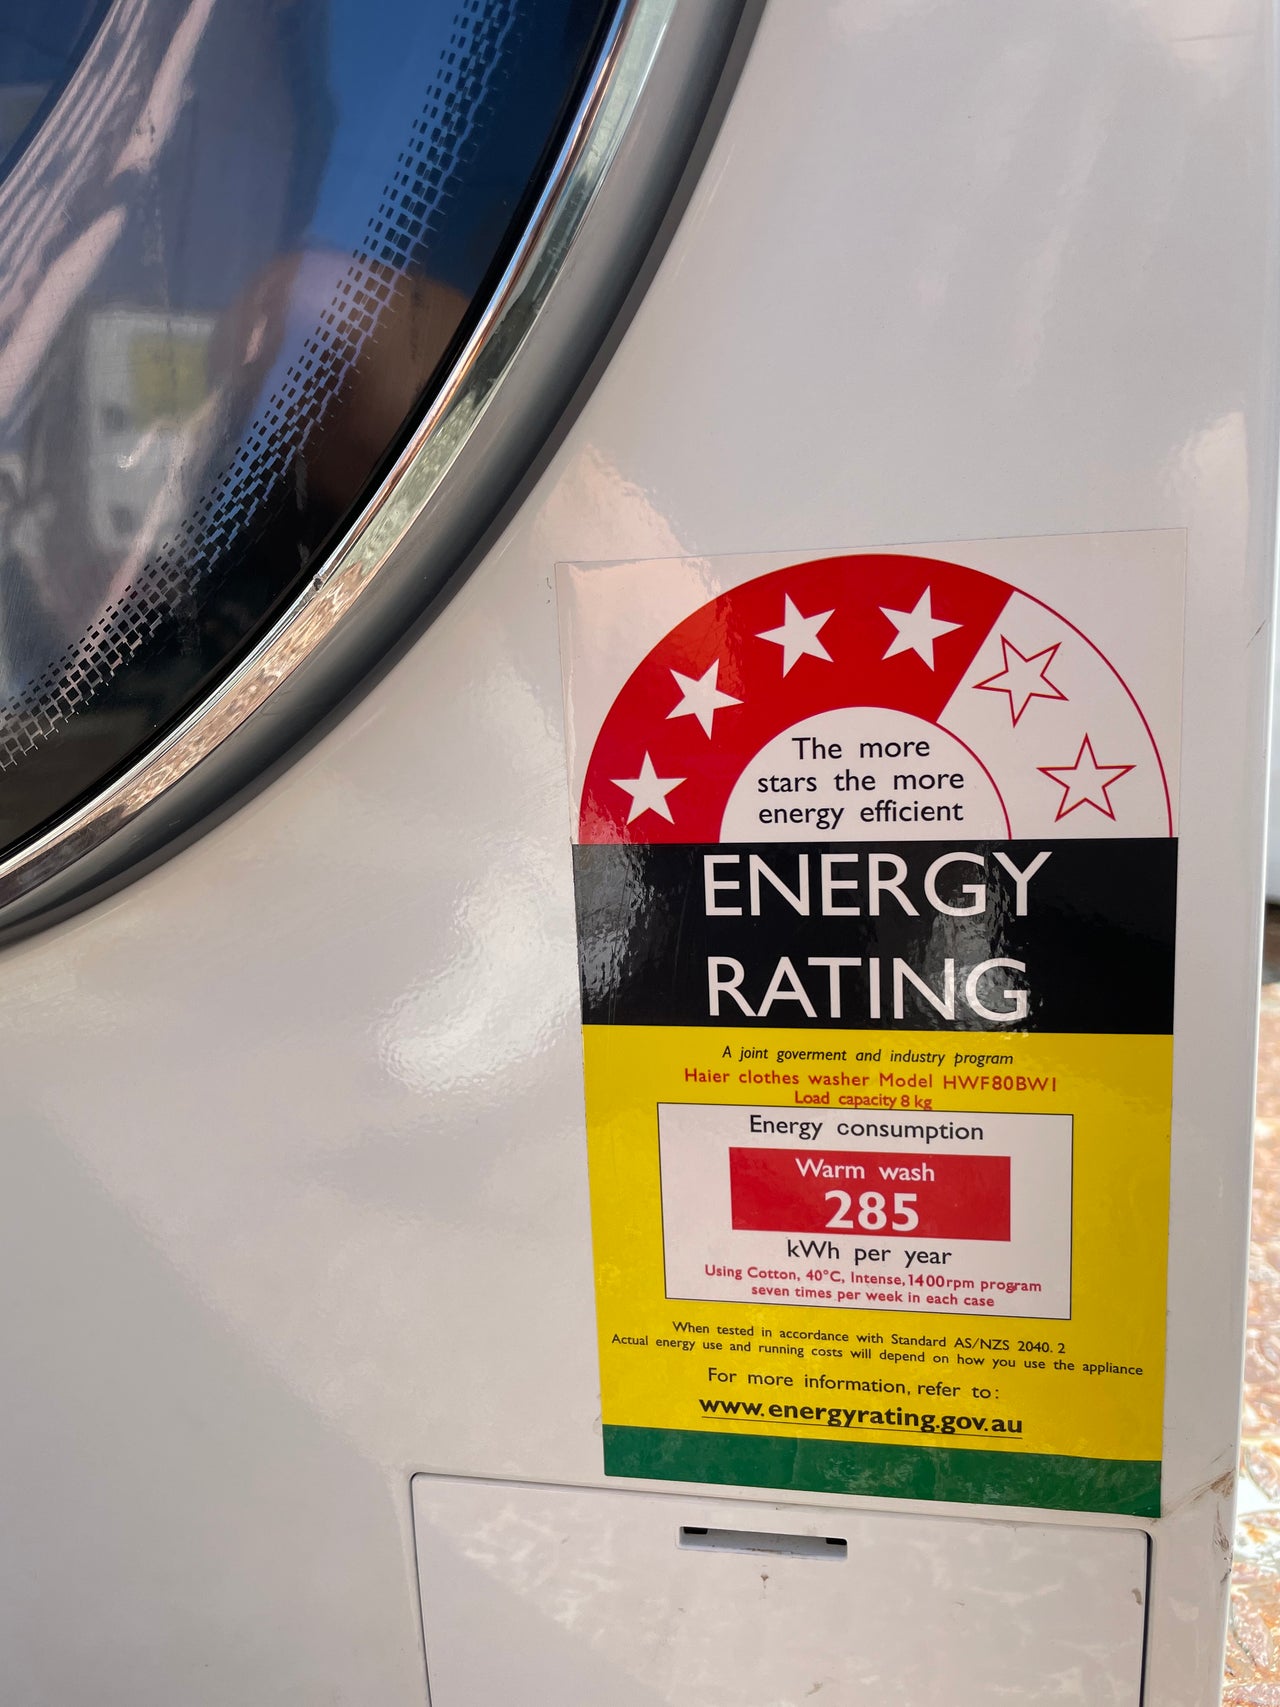 The more
stars the more
energy efficient
ENERGY
RATING
A joint goverment and industry program
Haier clothes washer Model HWF80BW1
Load capacity 8 kg
Energy consumption
Warm wash
285
kWh per year
Using Cotton, 40°C, Intense, 1400rpm program
seven times per week in each case
When tested in accordance with Standard AS/NZS 2040. 2
Actual energy use and running costs will depend on how you use the appliance
For more information, refer to:
www.energyrating.gov.au